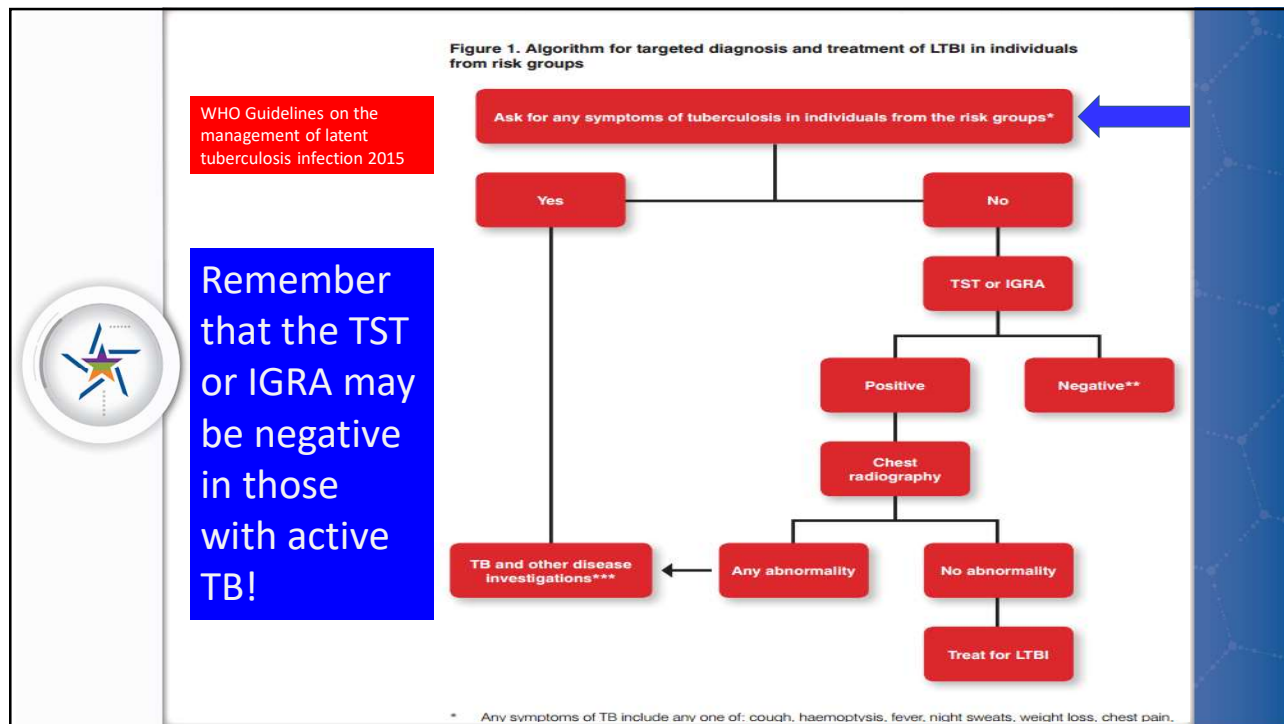 Figure 1. Algorithm for targeted diagnosis and treatment of LTBI in individuals
from risk groups
WHO Guidelines on the
management of latent
tuberculosis infection 2015
Ask for any symptoms of tuberculosis in individuals from the risk groups*
Yes
No
Remember
that the TST
or IGRA may
be negative
in those
with active
TB!
TST or IGRA
Positive
Negative**
Chest
radiography
TB and other disease
investigations***
Any abnormality
No abnormality
Treat for LTBI
* Any symptoms of TB include any one of: cough, haemoptysis, fever, night sweats, weight loss, chest pain,